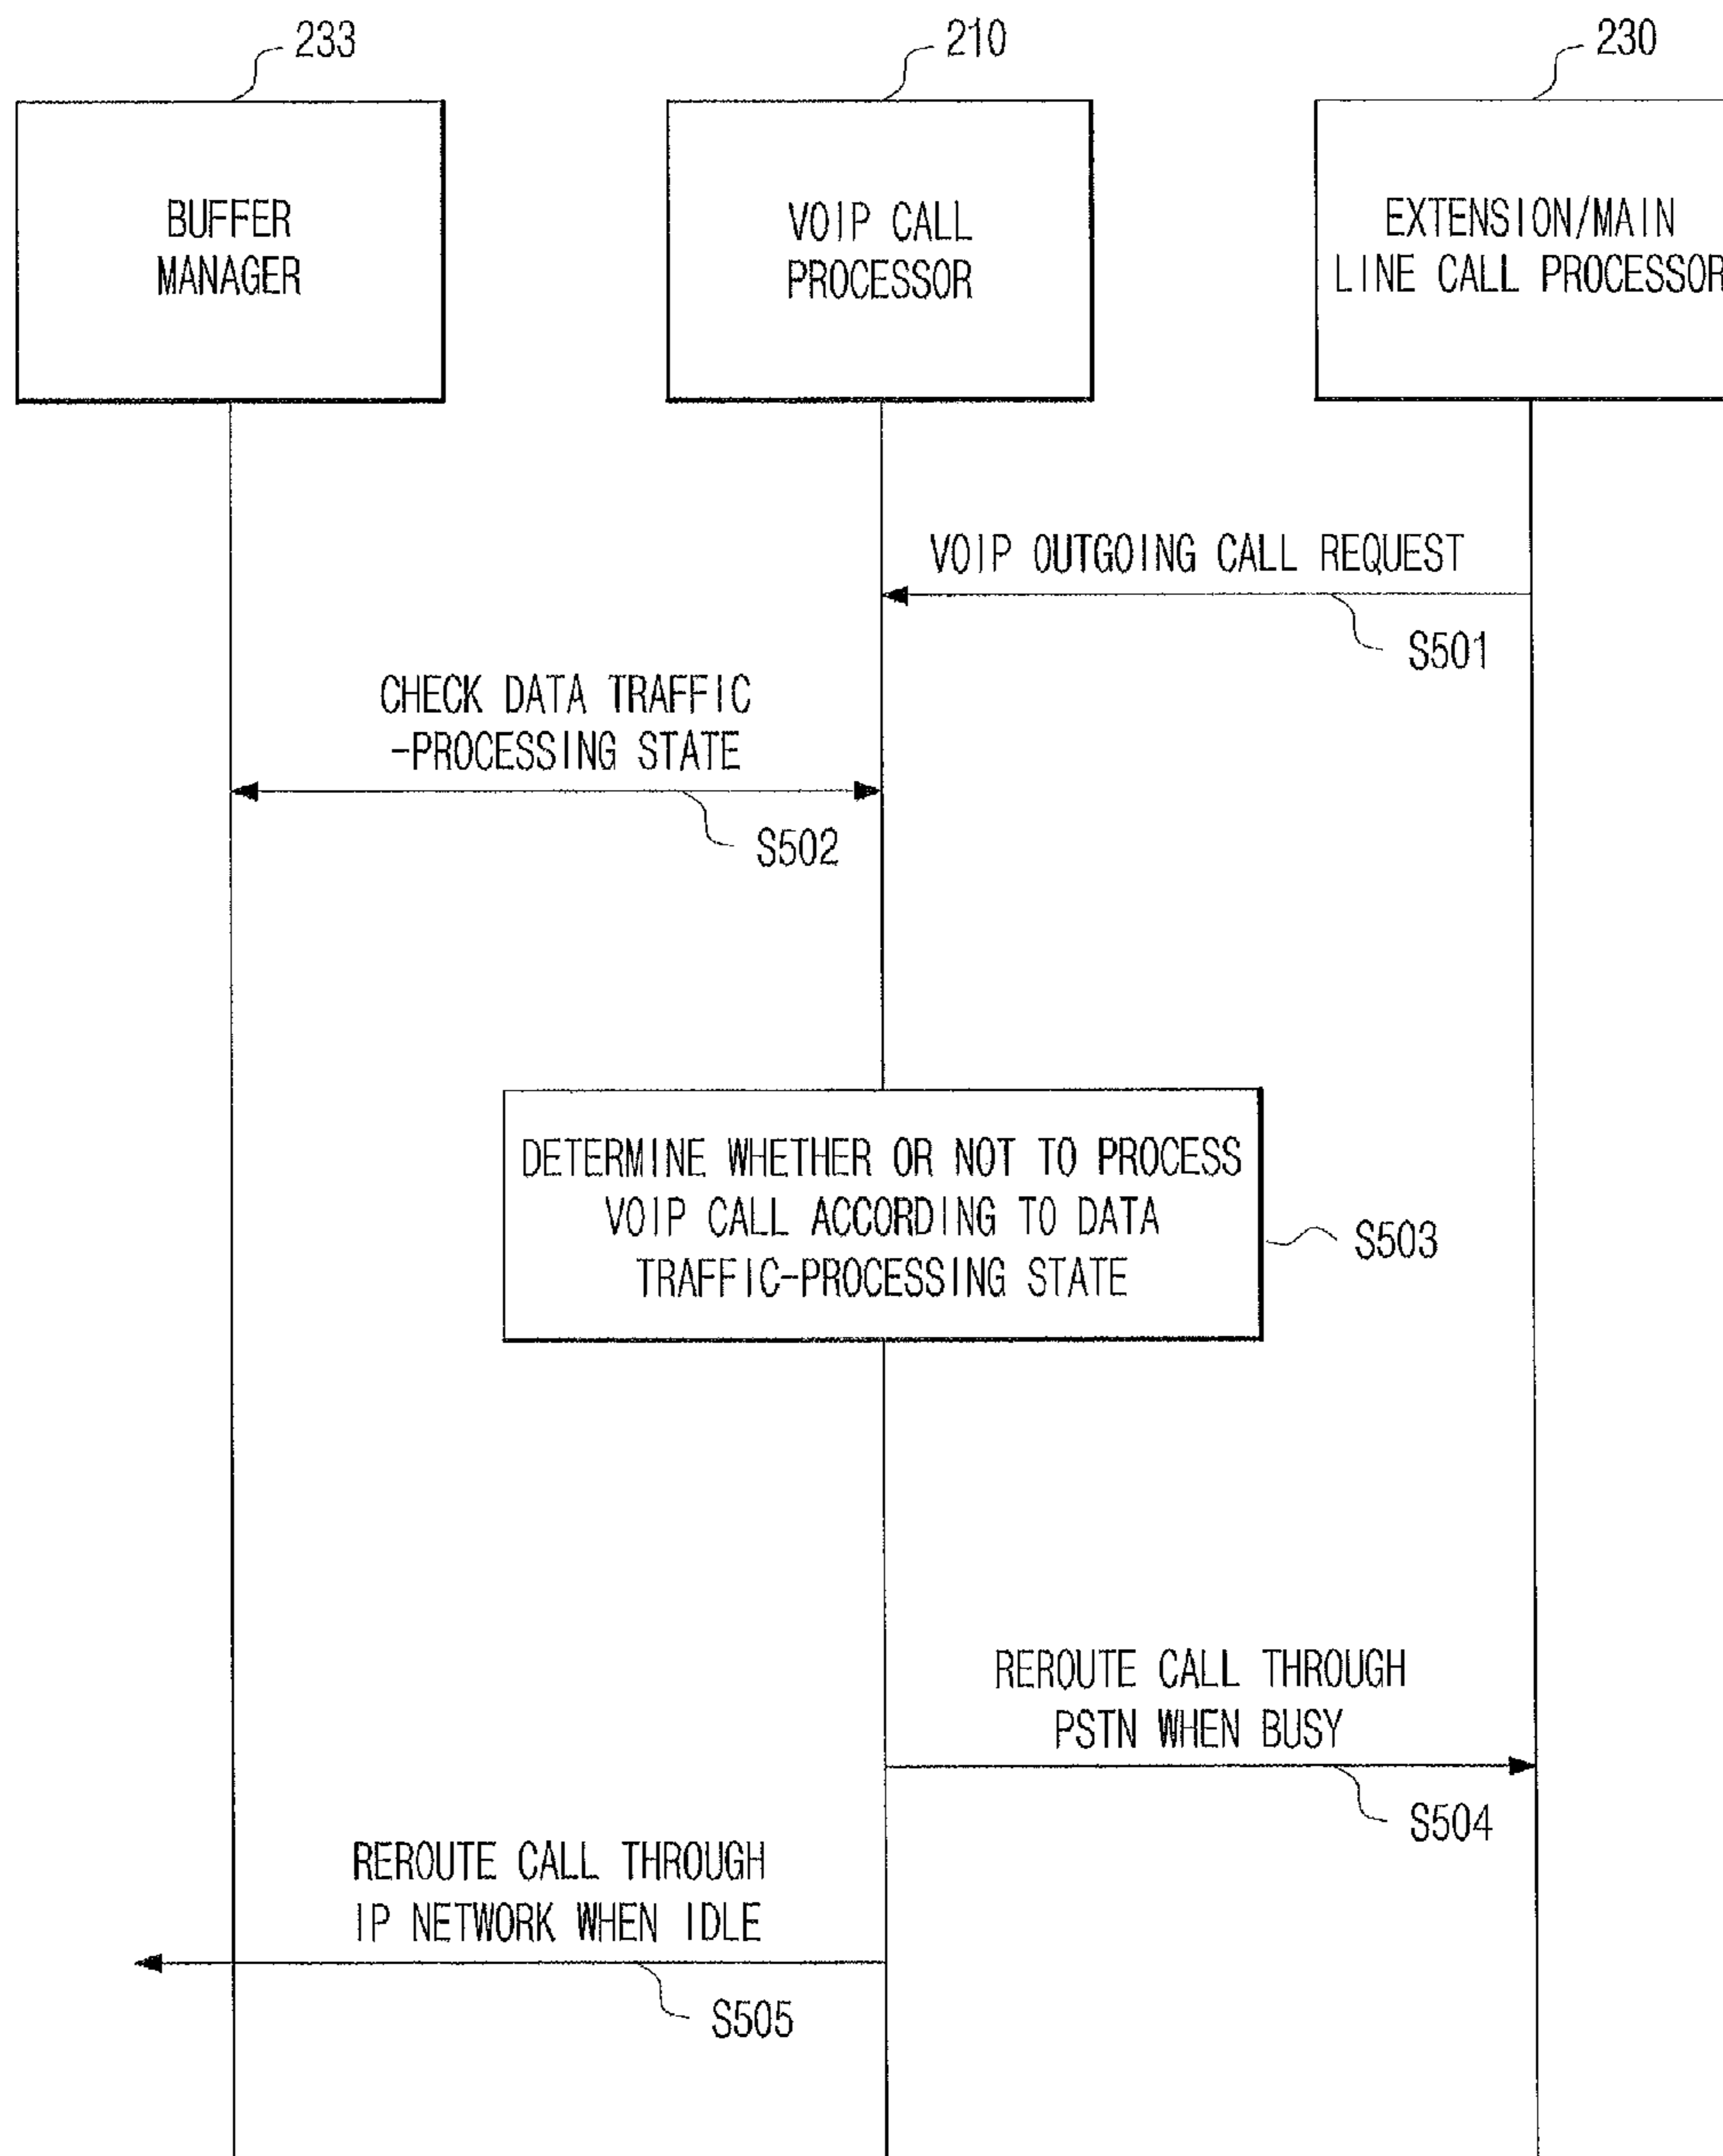 233
210
230
BUFFER
MANAGER
VOIP CALL
PROCESSOR
EXTENSION/MAIN
LINE CALL PROCESSOR
VOIP OUTGOING CALL REQUEST
S501
CHECK DATA TRAFFIC
-PROCESSING STATE
S502
DETERMINE WHETHER OR NOT TO PROCESS
VOIP CALL ACCORDING TO DATA
TRAFFIC-PROCESSING STATE
S503
REROUTE CALL THROUGH
PSTN WHEN BUSY
S504
REROUTE CALL THROUGH
IP NETWORK WHEN IDLE
S505